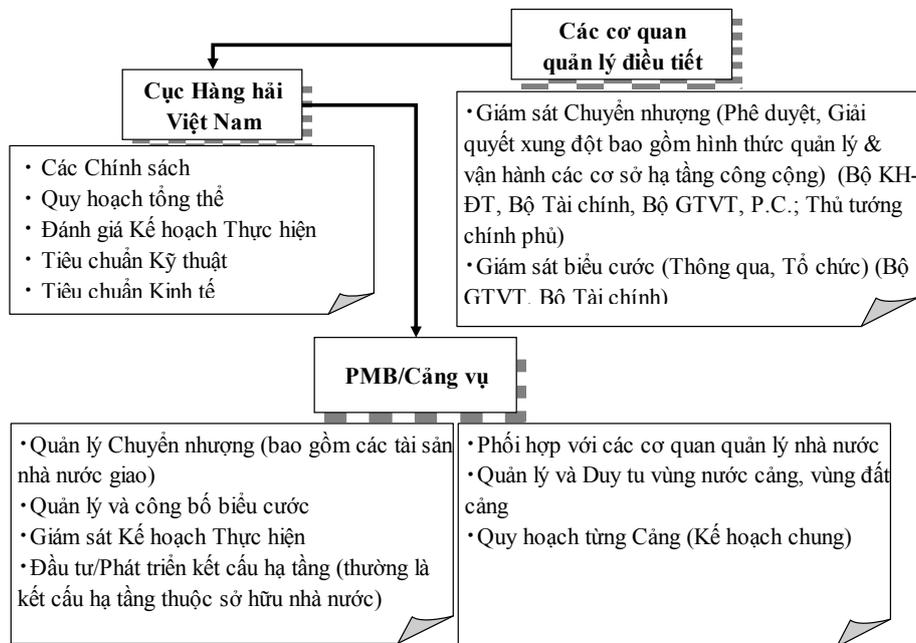 Các cơ quan
quản lý điều tiết
Cục Hàng hải
Việt Nam
・Các Chính sách
・Quy hoạch tổng thể
・Đánh giá Kế hoạch Thực hiện
・Tiêu chuẩn Kỹ thuật
・Tiêu chuẩn Kinh tế
・Giám sát Chuyển nhượng (Phê duyệt, Giải
quyết xung đột bao gồm hình thức quản lý &
vận hành các cơ sở hạ tầng công cộng) (Bộ KH-
ĐT, Bộ Tài chính, Bộ GTVT, P.C.; Thủ tướng
chính phủ)
・Giám sát biểu cước (Thông qua, Tổ chức) (Bộ
GTVT, Bộ Tài chính)
PMB/Cảng vụ
・Quản lý Chuyển nhượng (bao gồm các tài sản
nhà nước giao)
・Quản lý và công bố biểu cước
・Giám sát Kế hoạch Thực hiện
・Đầu tư/Phát triển kết cấu hạ tầng (thường là
kết cấu hạ tầng thuộc sở hữu nhà nước)
・Phối hợp với các cơ quan quản lý nhà nước
・Quản lý và Duy tu vùng nước cảng, vùng đất
cảng
・Quy hoạch từng Cảng (Kế hoạch chung)